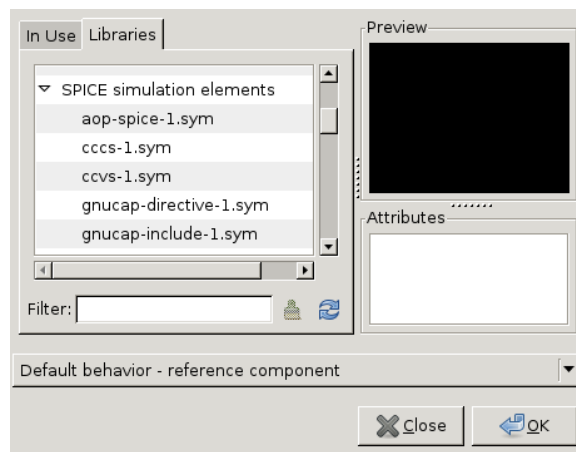 In Use Libraries
Preview
SPICE simulation elements
aop-spice-1.sym
cccs-1.sym
ccvs-1.sym
gnucap-directive-1.sym
gnucap-include-1.sym
Attributes
Filter:
Default behavior - reference component
Close OK